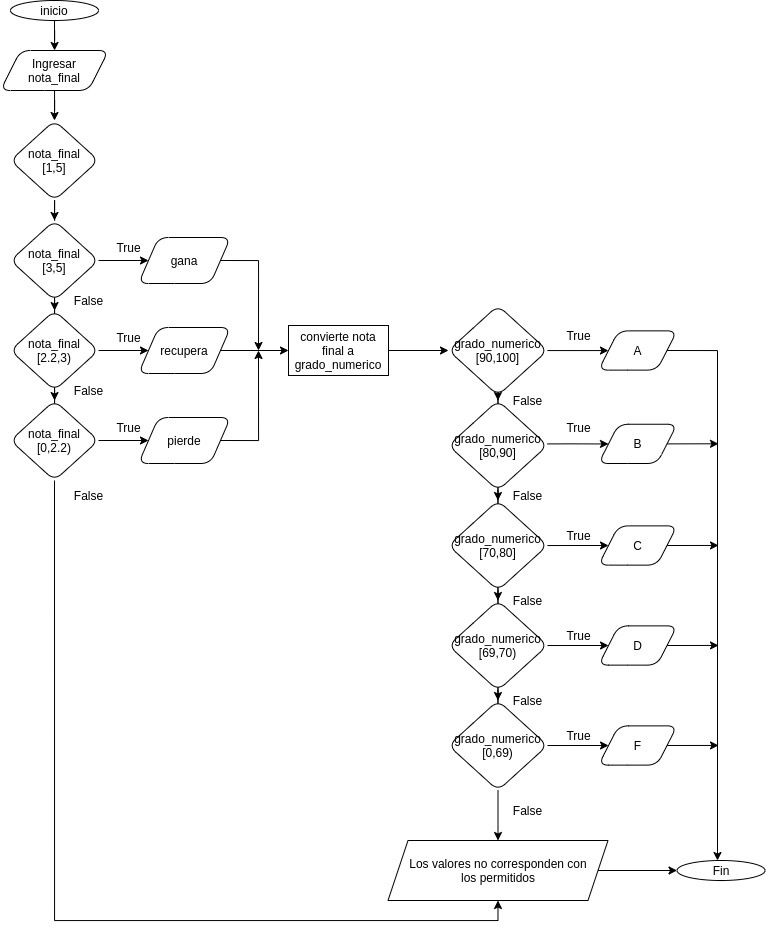 inicio
Ingresar
nota_final
nota_final
[1,5]
nota_final
[3,5]
True
gana
False
nota_final
[2.2,3)
True
recupera
False
nota_final
[0,2.2)
True
pierde
False
convierte nota
final a
grado_numerico
grado_numerico
[90,100]
True
A
False
grado_numerico
[80,90]
True
B
False
grado_numerico
[70,80]
True
C
False
grado_numerico
[69,70)
True
D
False
grado_numerico
[0,69)
True
F
False
Los valores no corresponden con
los permitidos
Fin